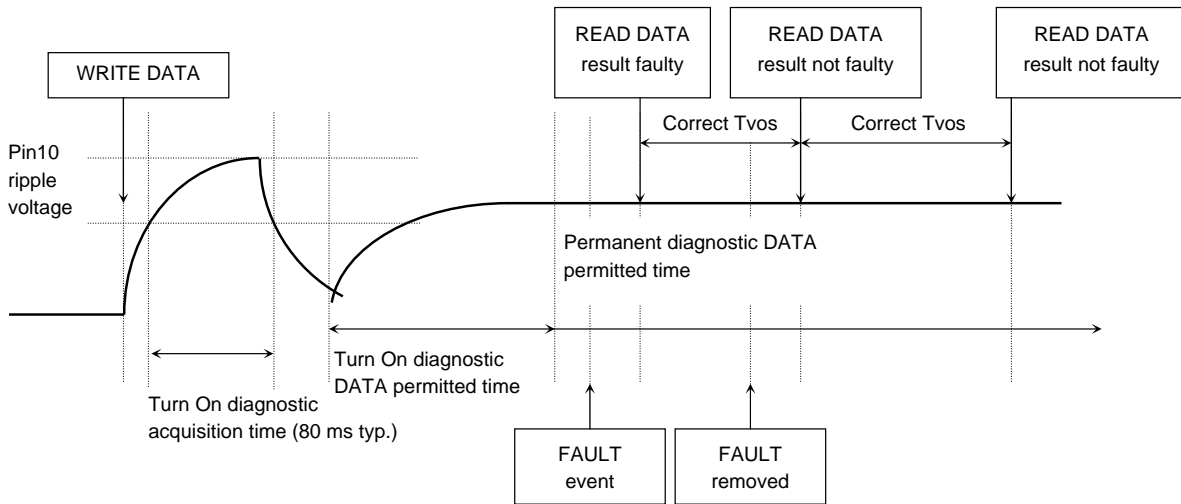 WRITE DATA
READ DATA
result faulty
READ DATA
result not faulty
READ DATA
result not faulty
Correct Tvos
Correct Tvos
Pin10
ripple
voltage
Permanent diagnostic DATA
permitted time
Turn On diagnostic
DATA permitted time
Turn On diagnostic
acquisition time (80 ms typ.)
FAULT
event
FAULT
removed